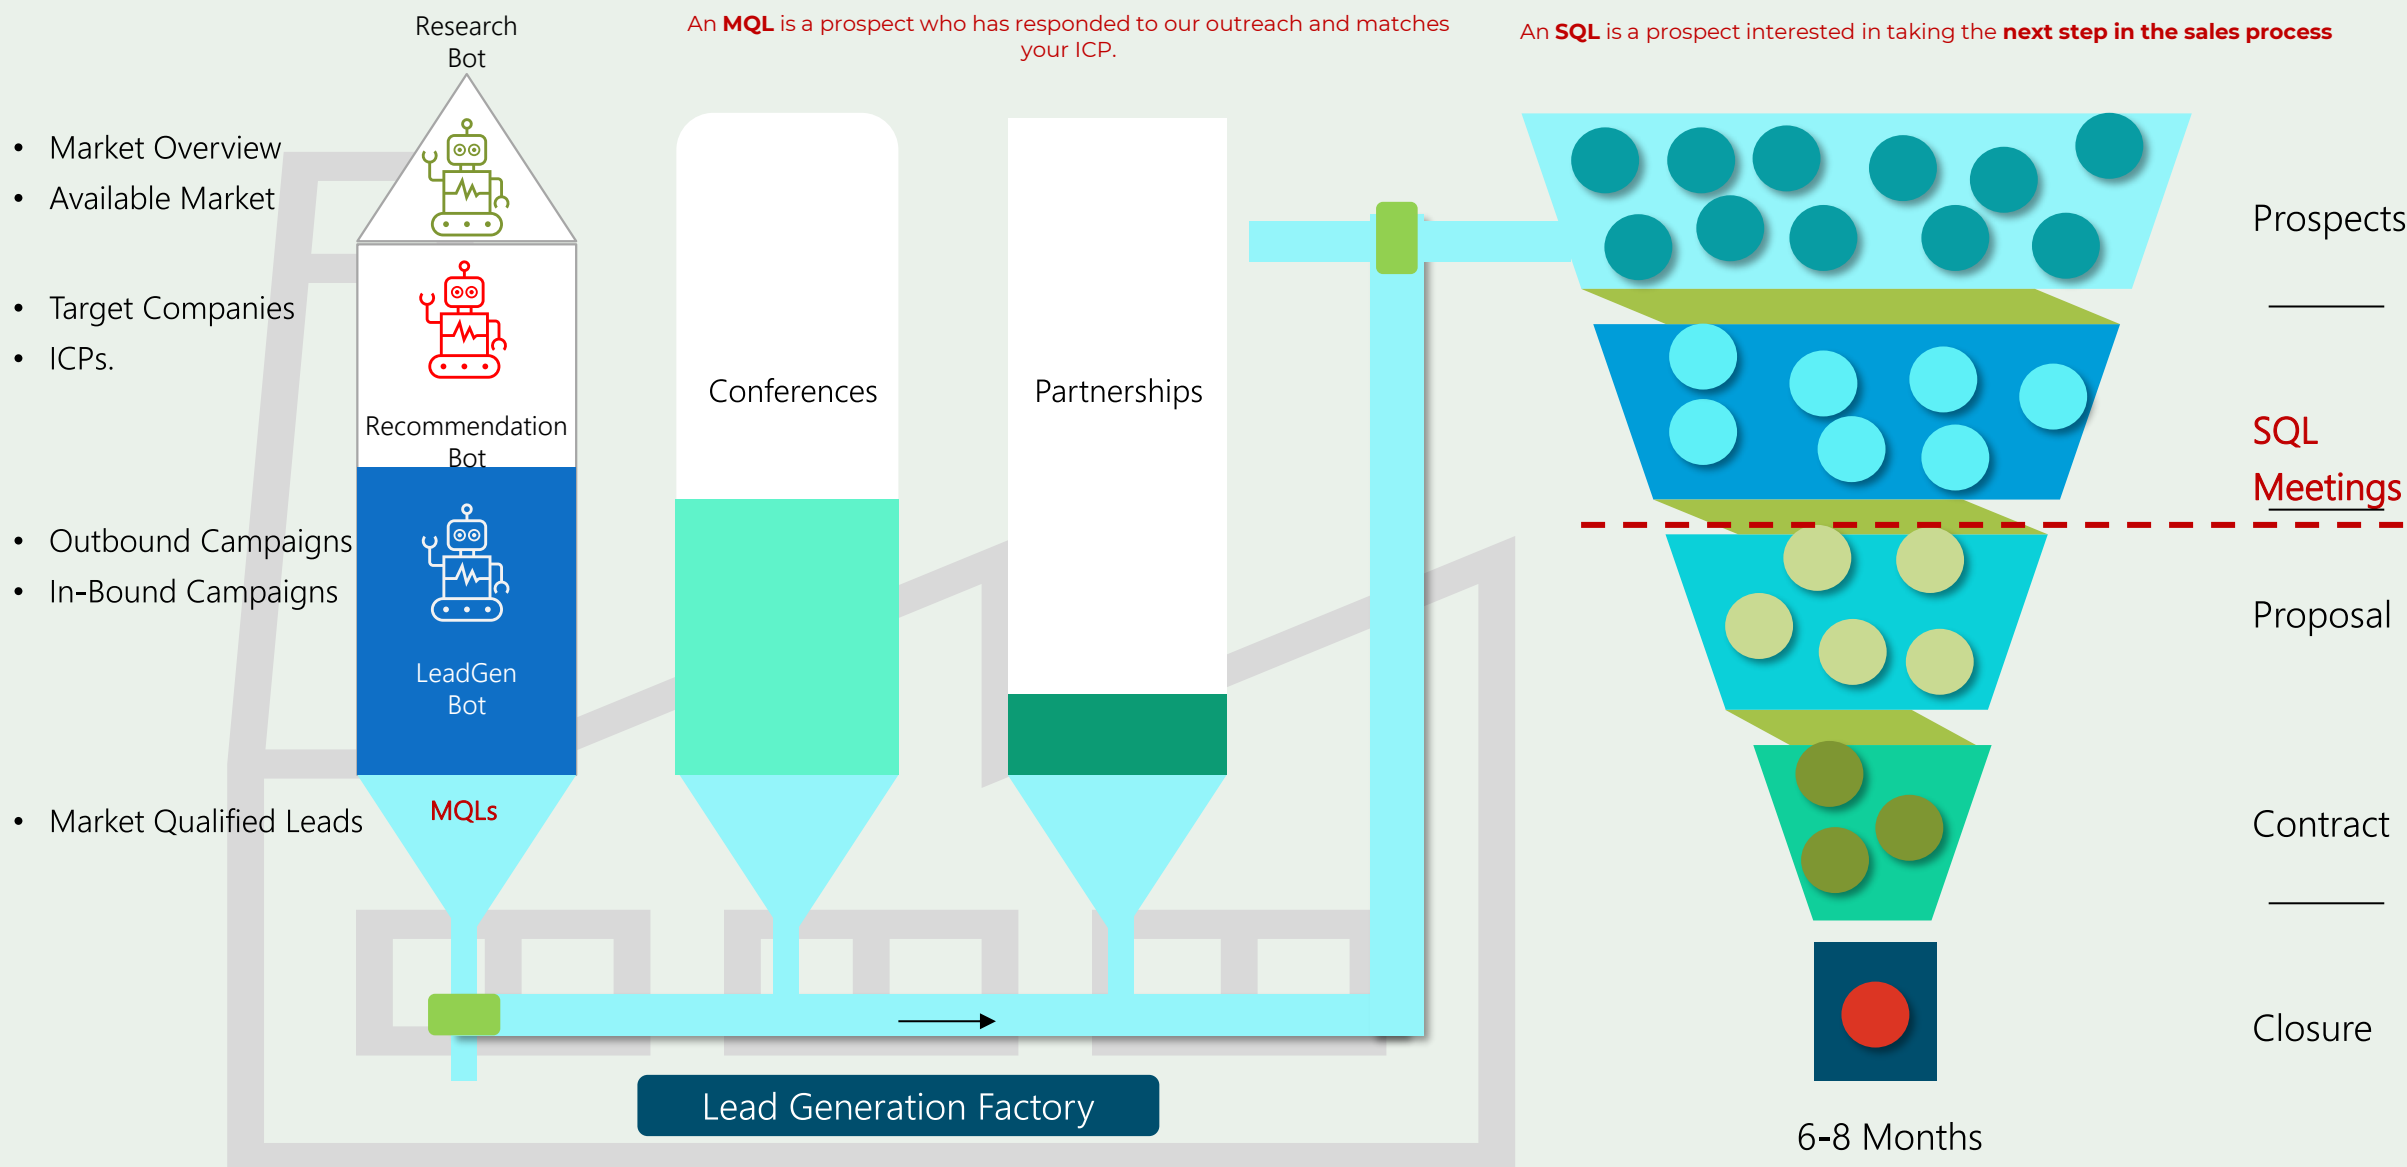 Research
Bot
An MQL is a prospect who has responded to our outreach and matches
your ICP.
An SQL is a prospect interested in taking the next step in the sales process
• Market Overview
• Available Market
• Target Companies
• ICPs.
Recommendation
Bot
• Outbound Campaigns
• In-Bound Campaigns
LeadGen
Bot
• Market Qualified Leads
MQLs
Conferences
Partnerships
Lead Generation Factory
Prospects
SQL
Meetings
Proposal
Contract
Closure
6-8 Months